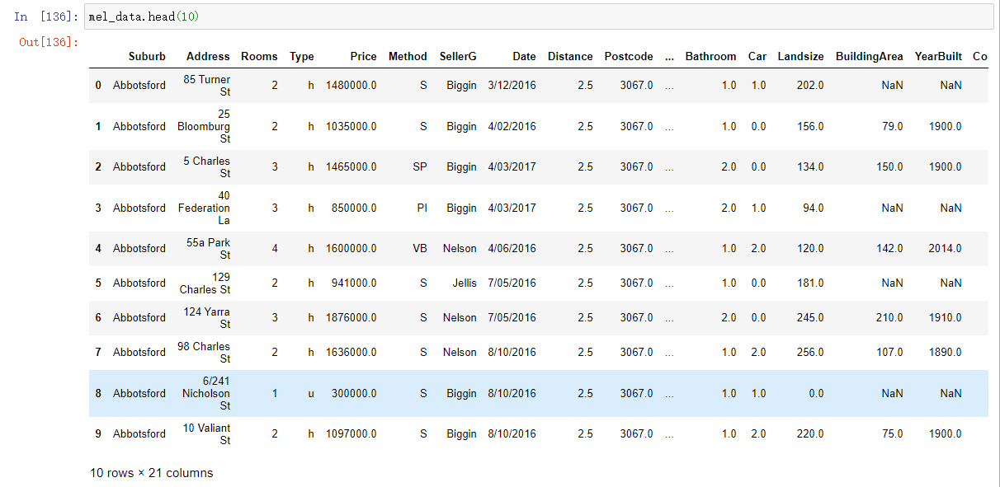 In [136]: mel_data.head(10)
Out[136]:
Suburb Address Rooms Type Price Method SellerG Date Distance Postcode ... Bathroom Car Landsize BuildingArea YearBuilt Co
0 Abbotsford 85 Turner St 2 h 1480000.0 S Biggin 3/12/2016 2.5 3067.0 ... 1.0 1.0 202.0 NaN NaN
1 Abbotsford 25 Bloomburg St 2 h 1035000.0 S Biggin 4/02/2016 2.5 3067.0 ... 1.0 0.0 156.0 79.0 1900.0
2 Abbotsford 5 Charles St 3 h 1465000.0 SP Biggin 4/03/2017 2.5 3067.0 ... 2.0 0.0 134.0 150.0 1900.0
3 Abbotsford 40 Federation La 3 h 850000.0 PI Biggin 4/03/2017 2.5 3067.0 ... 2.0 1.0 94.0 NaN NaN
4 Abbotsford 55a Park St 4 h 1600000.0 VB Nelson 4/06/2016 2.5 3067.0 ... 1.0 2.0 120.0 142.0 2014.0
5 Abbotsford 129 Charles St 2 h 941000.0 S Jellis 7/05/2016 2.5 3067.0 ... 1.0 0.0 181.0 NaN NaN
6 Abbotsford 124 Yarra St 3 h 1876000.0 S Nelson 7/05/2016 2.5 3067.0 ... 2.0 0.0 245.0 210.0 1910.0
7 Abbotsford 98 Charles St 2 h 1636000.0 S Nelson 8/10/2016 2.5 3067.0 ... 1.0 2.0 256.0 107.0 1890.0
8 Abbotsford 6/241 Nicholson St 1 u 300000.0 S Biggin 8/10/2016 2.5 3067.0 ... 1.0 1.0 0.0 NaN NaN
9 Abbotsford 10 Valiant St 2 h 1097000.0 S Biggin 8/10/2016 2.5 3067.0 ... 1.0 2.0 220.0 75.0 1900.0
10 rows × 21 columns